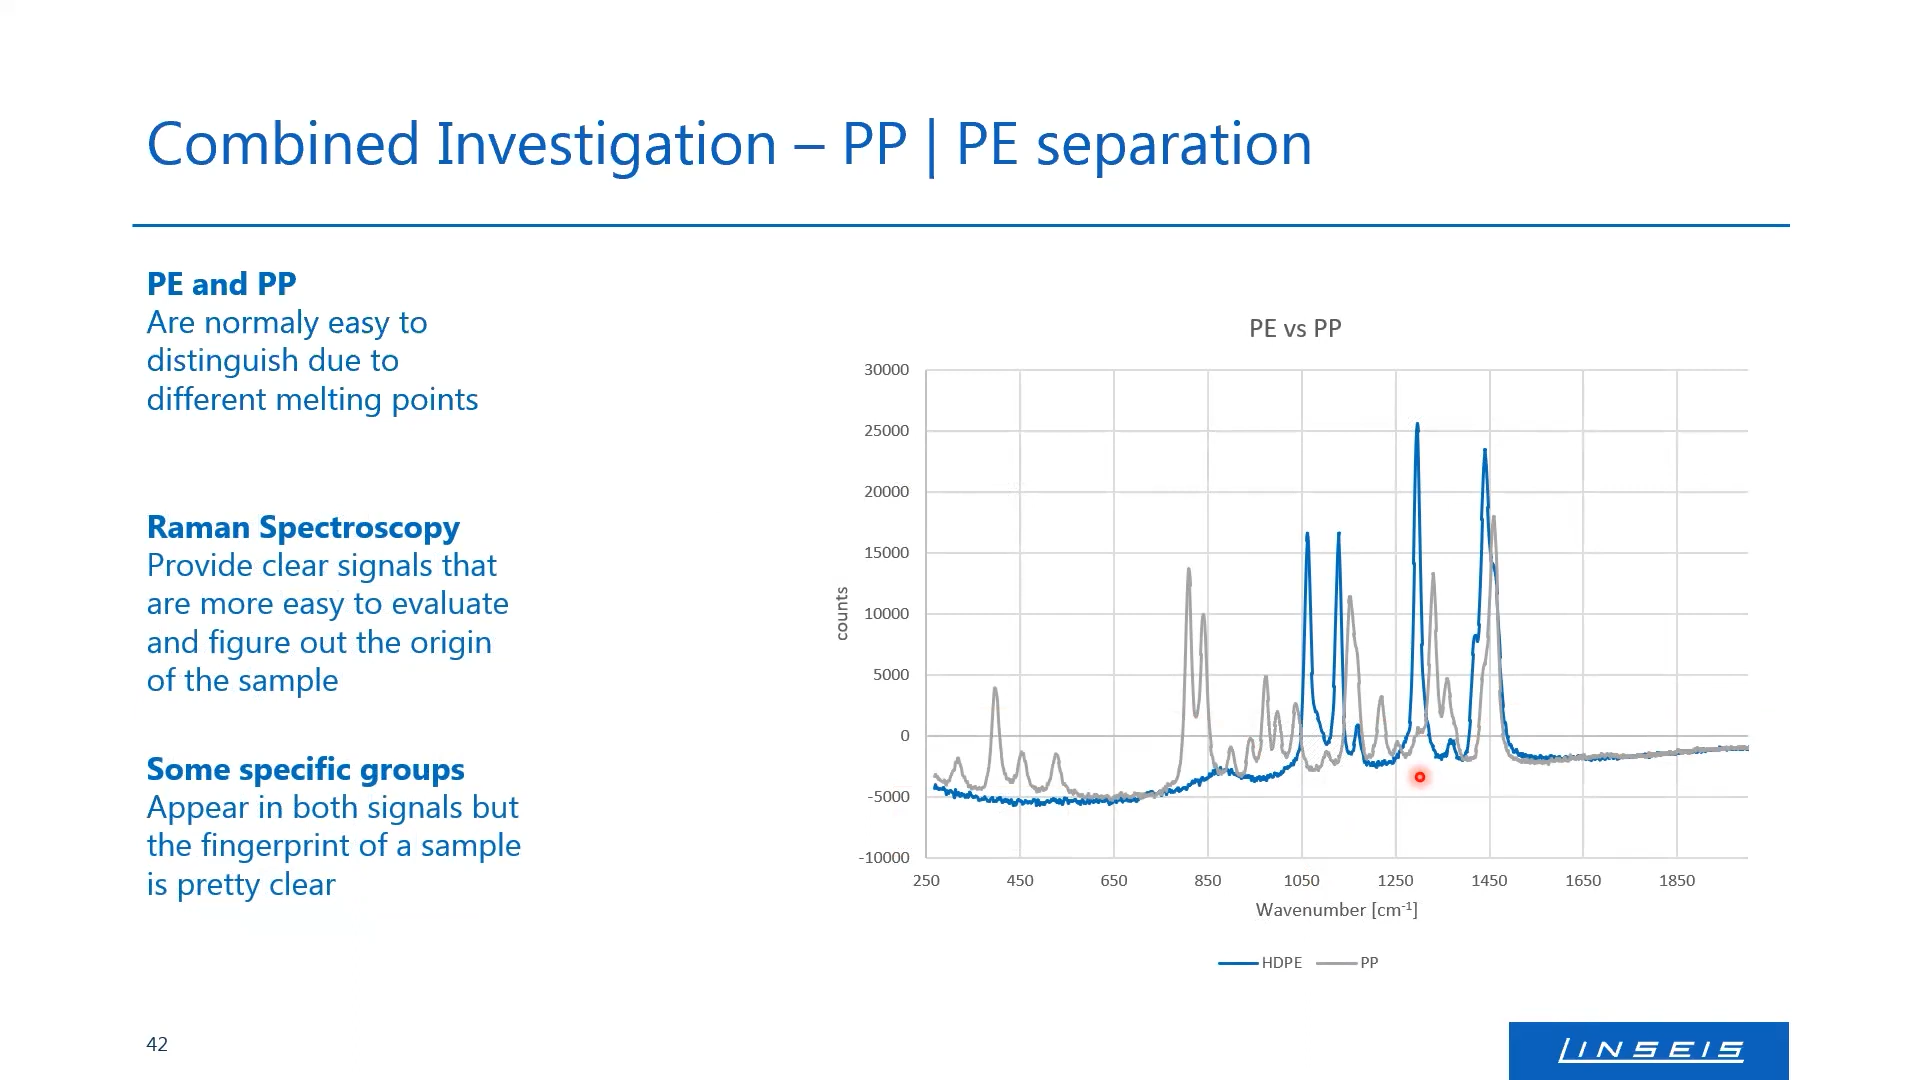 Combined Investigation – PP | PE separation
PE and PP
Are normaly easy to
distinguish due to
different melting points
Raman Spectroscopy
Provide clear signals that
are more easy to evaluate
and figure out the origin
of the sample
Some specific groups
Appear in both signals but
the fingerprint of a sample
is pretty clear
PE vs PP
30000
25000
20000
15000
10000
5000
0
-5000
-10000
counts
250 450 650 850 1050 1250 1450 1650 1850
Wavenumber [cm⁻¹]
HDPE PP
42
LINSEIS